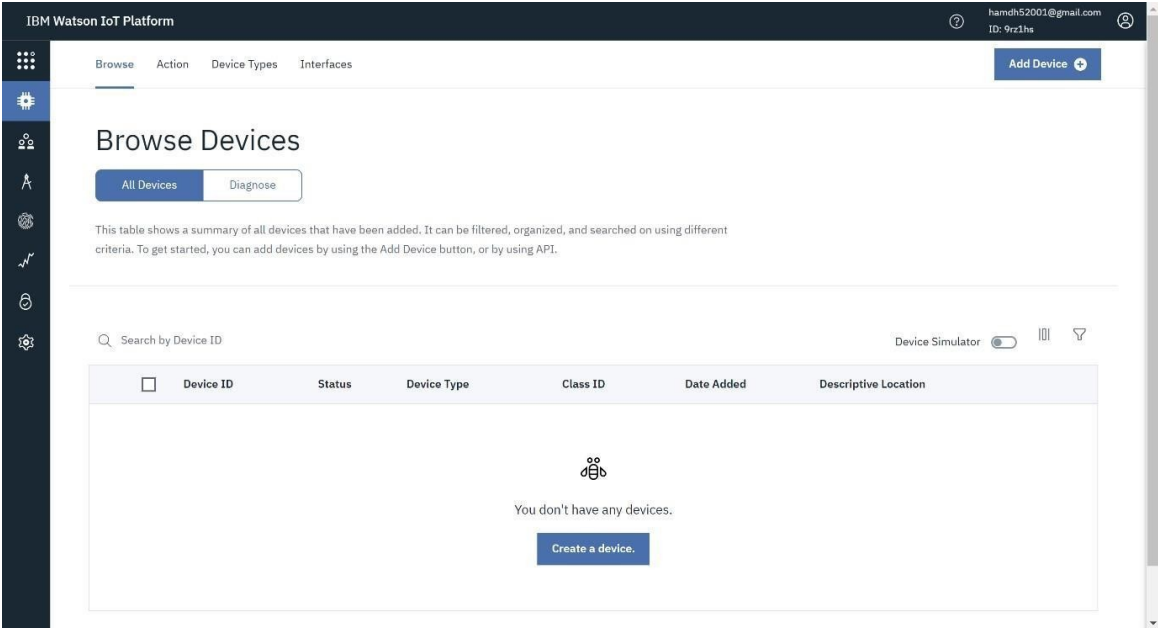 IBM Watson IoT Platform
hamdh52001@gmail.com
ID: 9rz1hs
Browse Action Device Types Interfaces
Add Device
Browse Devices
All Devices Diagnose
This table shows a summary of all devices that have been added. It can be filtered, organized, and searched on using different
criteria. To get started, you can add devices by using the Add Device button, or by using API.
Search by Device ID
Device Simulator
Device ID Status Device Type Class ID Date Added Descriptive Location
You don't have any devices.
Create a device.